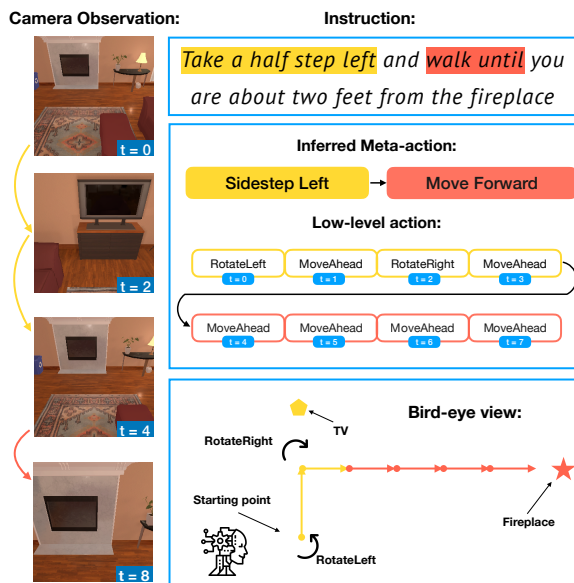 Camera Observation:
Instruction:
Take a half step left and walk until you
are about two feet from the fireplace
t = 0
Inferred Meta-action:
Sidestep Left
Move Forward
Low-level action:
RotateLeft
MoveAhead
RotateRight
MoveAhead
t = 0
t = 1
t = 2
t = 3
t = 2
MoveAhead
MoveAhead
MoveAhead
MoveAhead
t = 4
t = 5
t = 6
t = 7
t = 4
Bird-eye view:
TV
RotateRight
Starting point
Fireplace
RotateLeft
t = 8